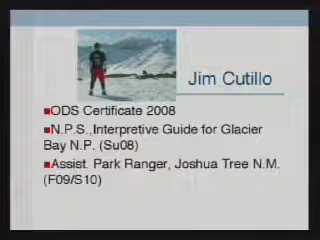 Jim Cutillo
ODS Certificate 2008
N.P.S.,Interpretive Guide for Glacier
Bay N.P. (Su08)
Assist. Park Ranger, Joshua Tree N.M.
(F09/S10)